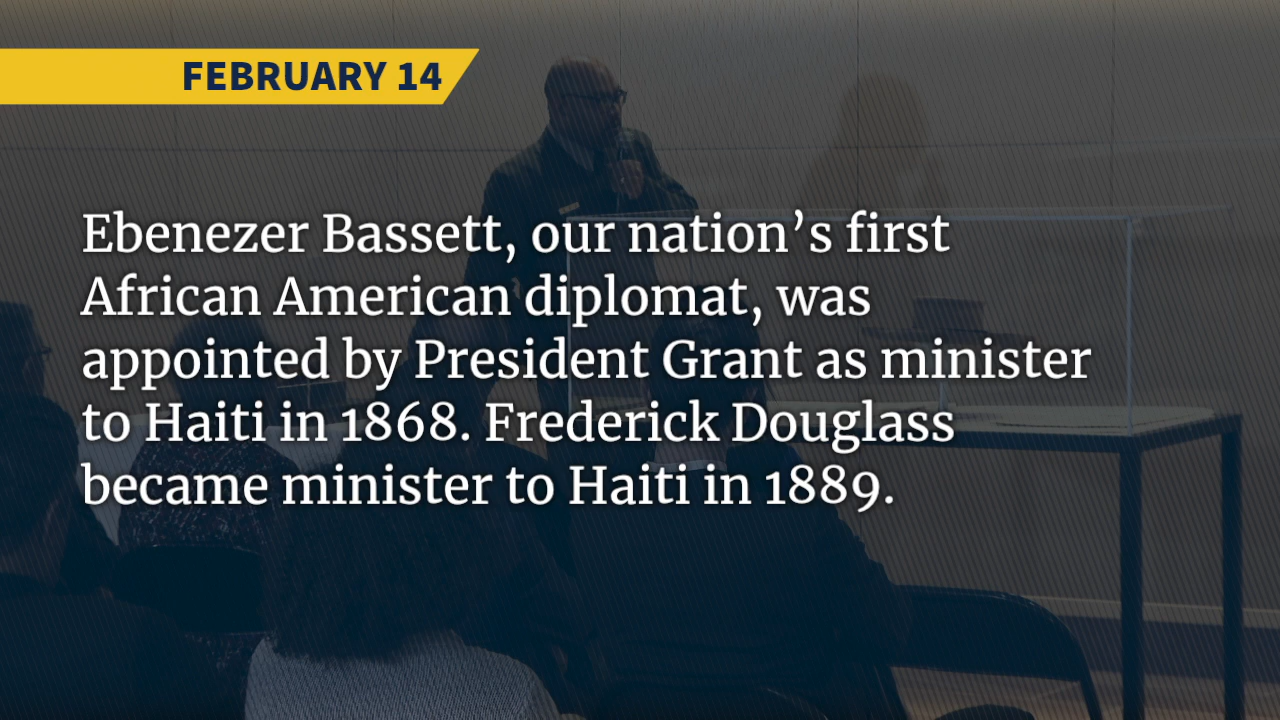 FEBRUARY 14
Ebenezer Bassett, our nation’s first
African American diplomat, was
appointed by President Grant as minister
to Haiti in 1868. Frederick Douglass
became minister to Haiti in 1889.